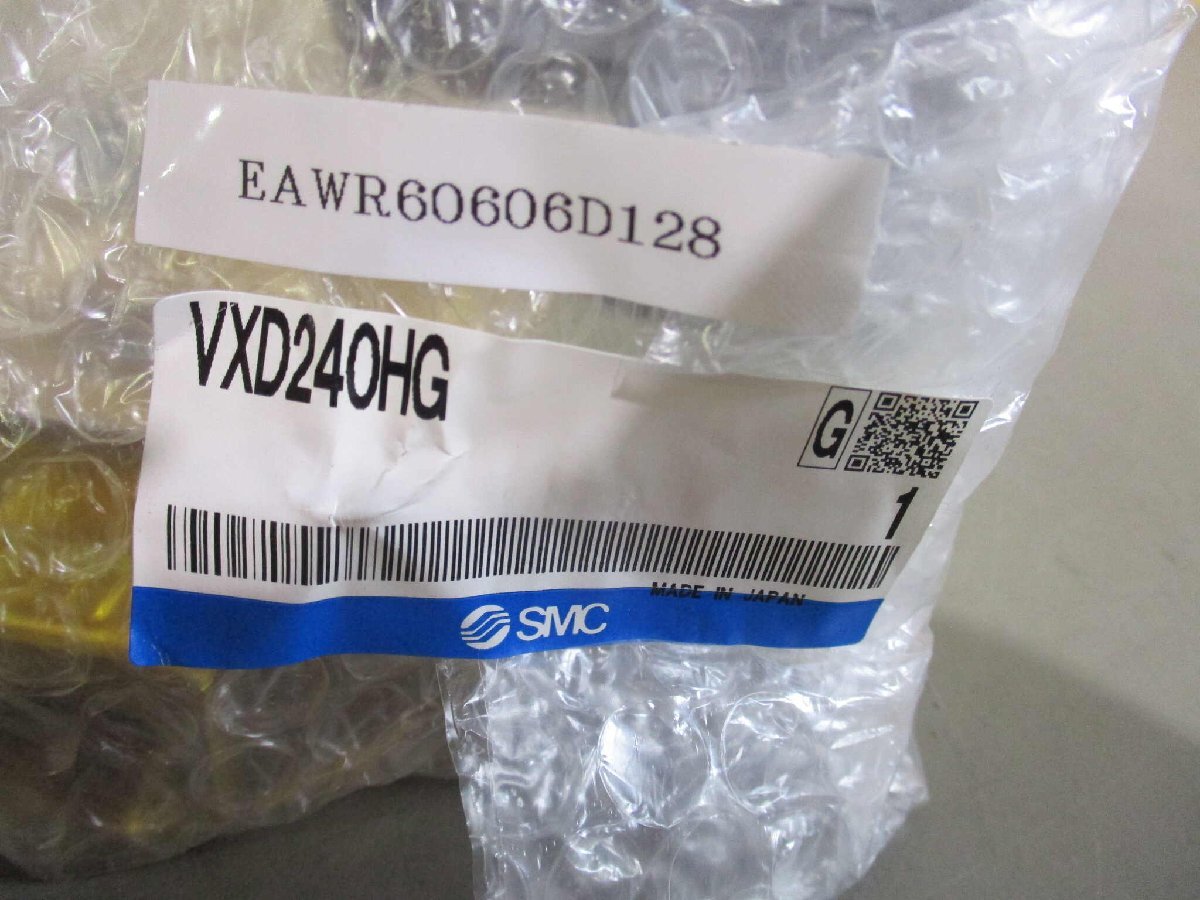 EAWR60606D128
VXD240HG
G
1
MADE IN JAPAN
SMC